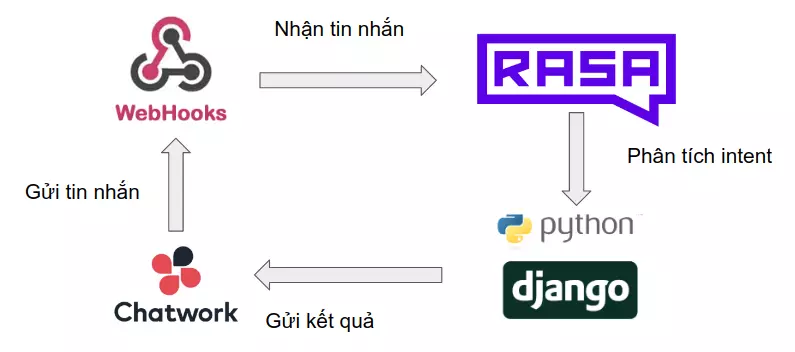 Nhận tin nhắn
WebHooks
RASA
Phân tích intent
Gửi tin nhắn
python
django
Chatwork
Gửi kết quả